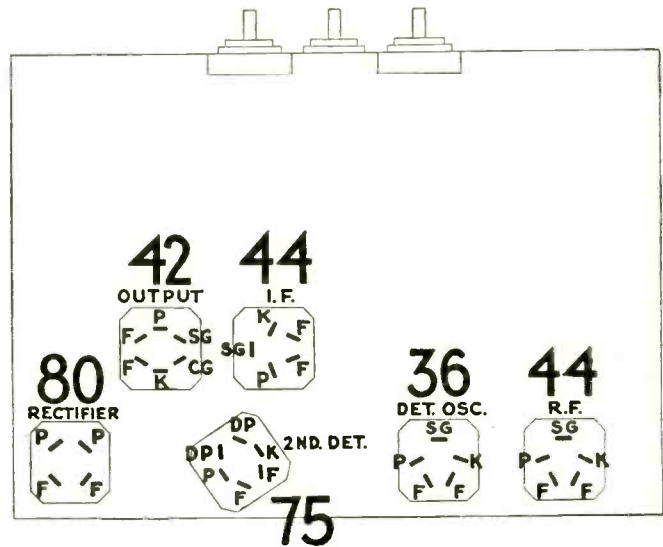 42 44
OUTPUT I.F.
P K F
F SG SG
F CG F
K P
80 36 44
RECTIFIER DET. OSC. R.F.
DP SG SG
P P DP 2ND. DET. P K P K
P K
F F F F F F F F
75